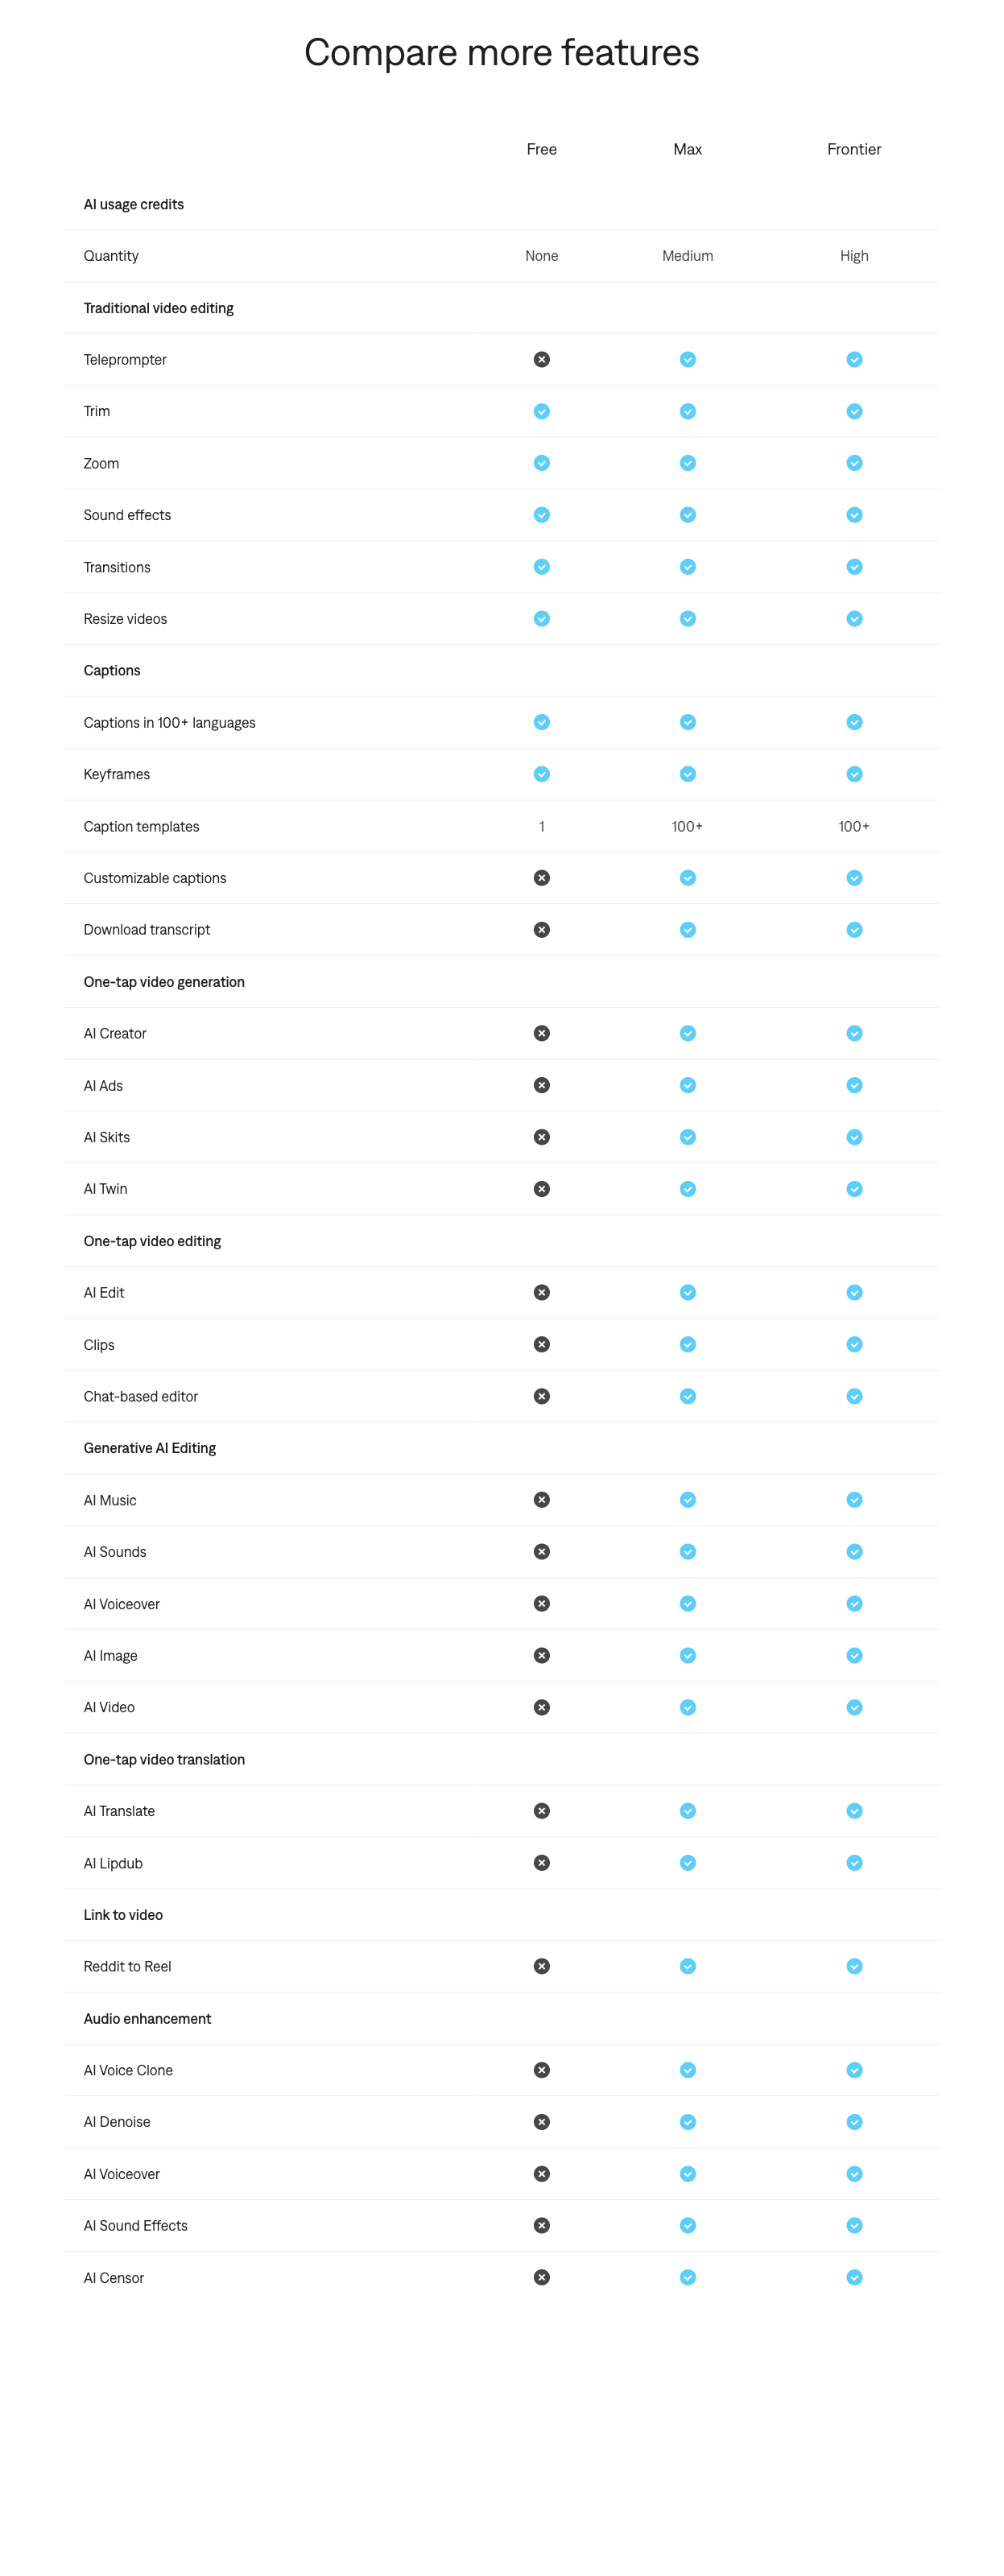 Compare more features
Free Max Frontier
AI usage credits
Quantity None Medium High
Traditional video editing
Teleprompter
Trim
Zoom
Sound effects
Transitions
Resize videos
Captions
Captions in 100+ languages
Keyframes
Caption templates 1 100+ 100+
Customizable captions
Download transcript
One-tap video generation
AI Creator
AI Ads
AI Skits
AI Twin
One-tap video editing
AI Edit
Clips
Chat-based editor
Generative AI Editing
AI Music
AI Sounds
AI Voiceover
AI Image
AI Video
One-tap video translation
AI Translate
AI Lipdub
Link to video
Reddit to Reel
Audio enhancement
AI Voice Clone
AI Denoise
AI Voiceover
AI Sound Effects
AI Censor